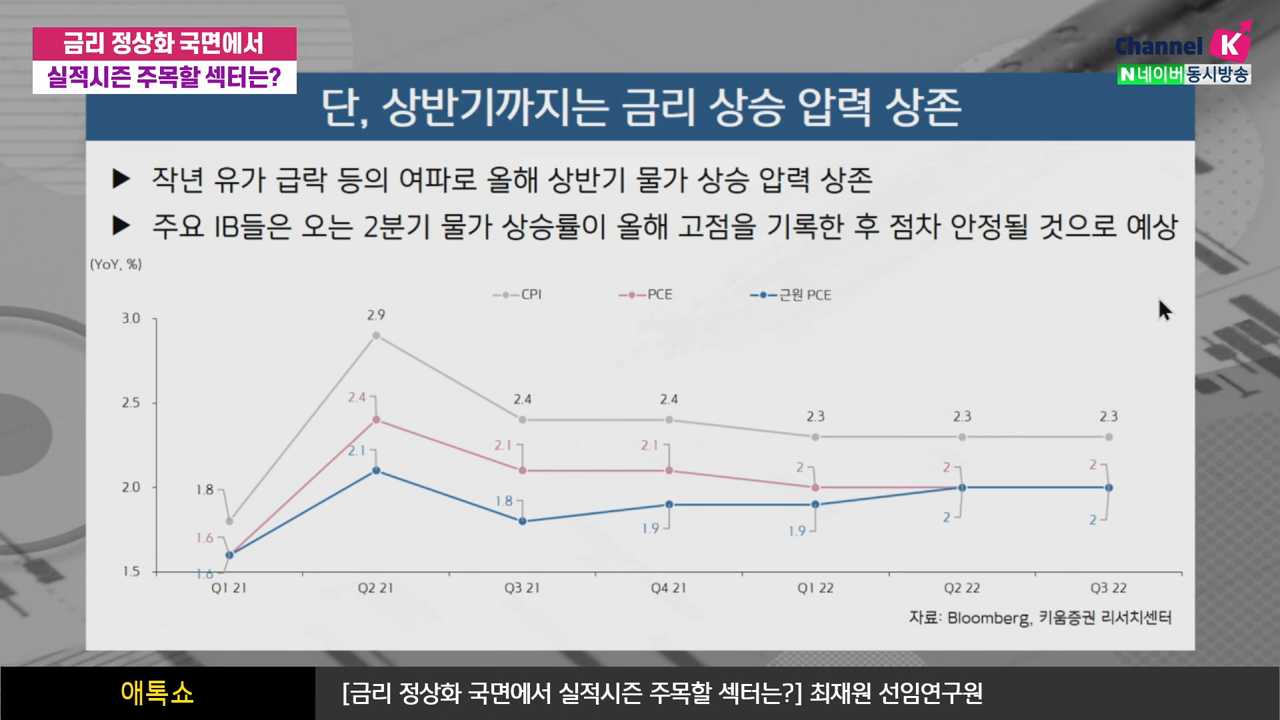 금리 정상화 국면에서
실적시즌 주목할 섹터는?
Channel K
N 네이버 동시방송
단, 상반기까지는 금리 상승 압력 상존
▶ 작년 유가 급락 등의 여파로 올해 상반기 물가 상승 압력 상존
▶ 주요 IB들은 오는 2분기 물가 상승률이 올해 고점을 기록한 후 점차 안정될 것으로 예상
(YoY, %)
CPI PCE 근원 PCE
3.0
2.5
2.0
1.5
1.8 2.9 2.4 2.4 2.3 2.3 2.3
1.6 2.4 2.1 2.1 2 2 2
1.6 2.1 1.8 1.9 1.9 2 2
Q1 21 Q2 21 Q3 21 Q4 21 Q1 22 Q2 22 Q3 22
자료: Bloomberg, 키움증권 리서치센터
애톡쇼
[금리 정상화 국면에서 실적시즌 주목할 섹터는?] 최재원 선임연구원